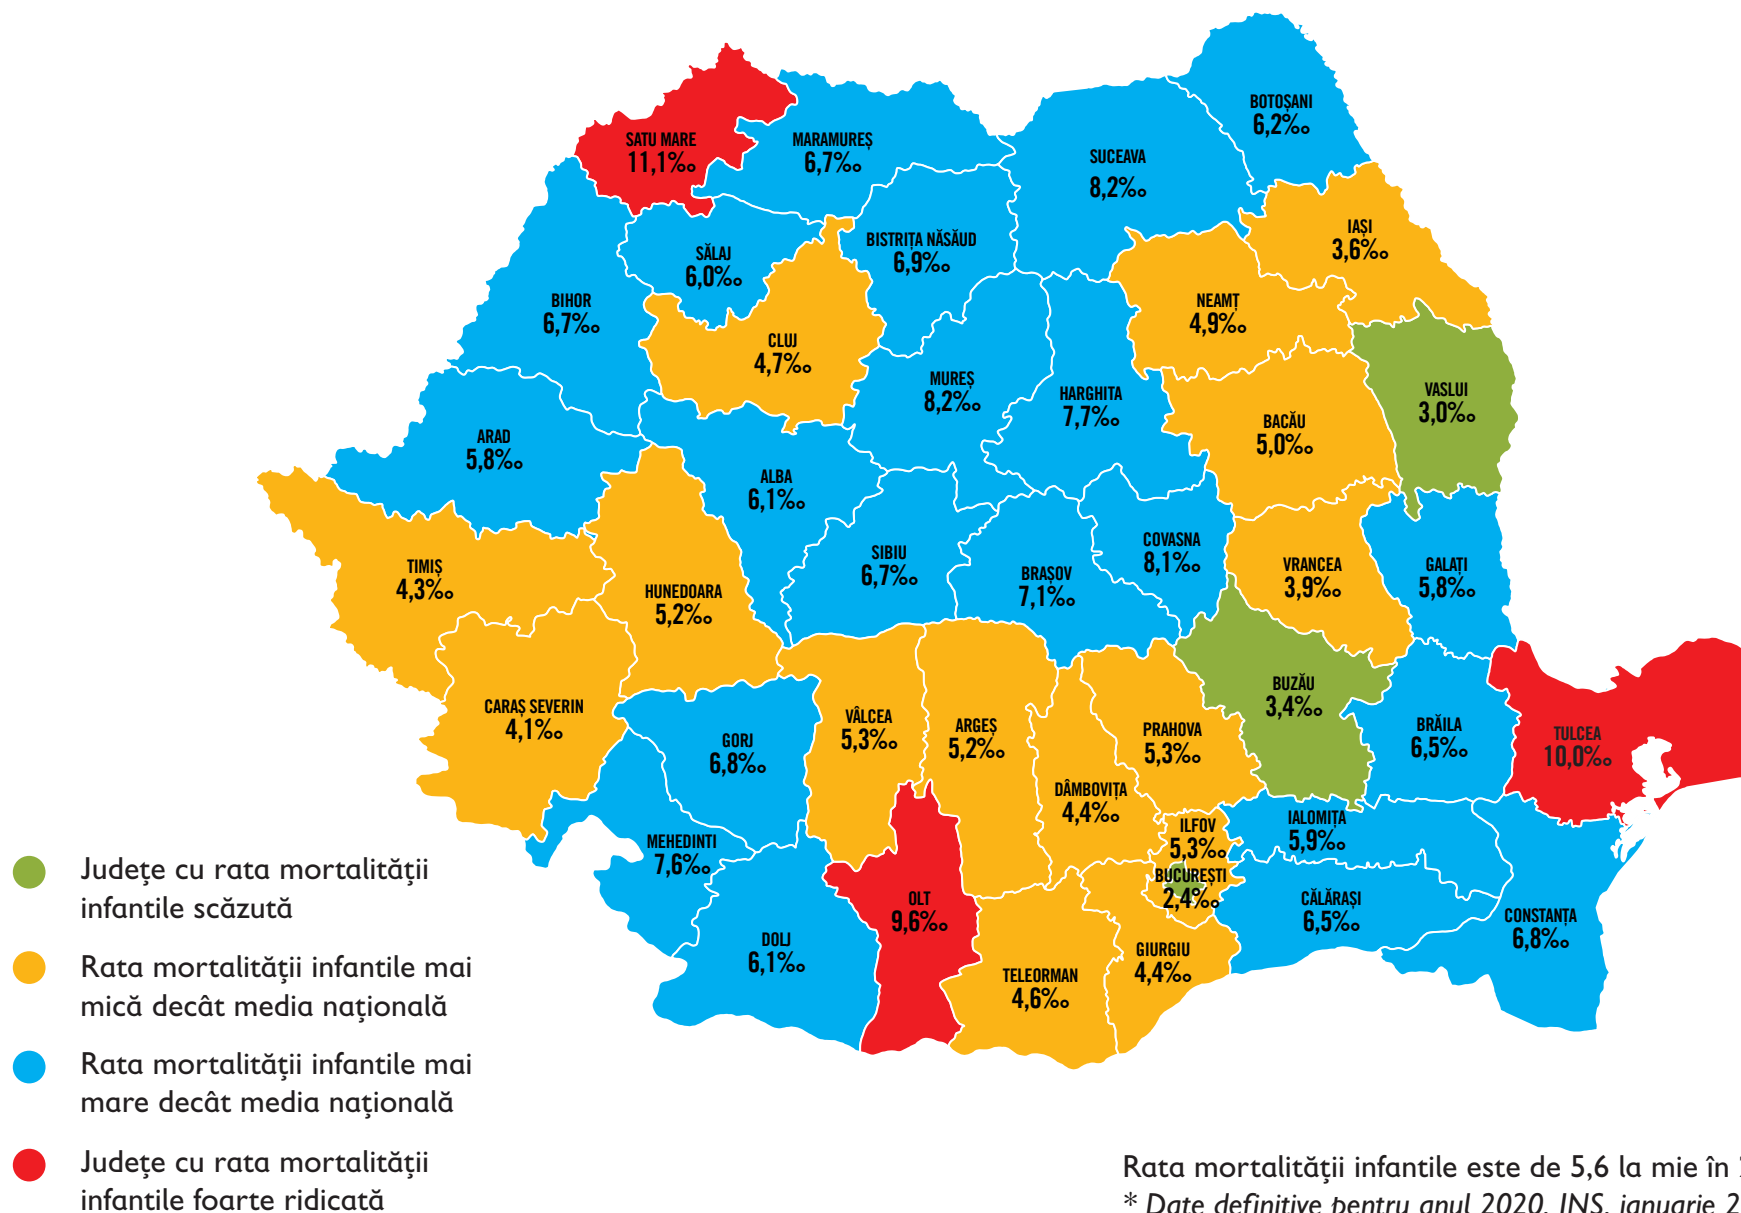 SATU MARE
11,1‰
MARAMUREȘ
6,7‰
SUCEAVA
8,2‰
BOTOȘANI
6,2‰
IAȘI
3,6‰
BISTRIȚA NĂSĂUD
6,9‰
SĂLAJ
6,0‰
BIHOR
6,7‰
NEAMȚ
4,9‰
CLUJ
4,7‰
MUREȘ
8,2‰
HARGHITA
7,7‰
VASLUI
3,0‰
BACĂU
5,0‰
ARAD
5,8‰
ALBA
6,1‰
TIMIȘ
4,3‰
HUNEDOARA
5,2‰
SIBIU
6,7‰
BRAȘOV
7,1‰
COVASNA
8,1‰
VRANCEA
3,9‰
GALAȚI
5,8‰
CARAȘ SEVERIN
4,1‰
GORJ
6,8‰
VÂLCEA
5,3‰
ARGEȘ
5,2‰
PRAHOVA
5,3‰
BUZĂU
3,4‰
BRĂILA
6,5‰
TULCEA
10,0‰
DÂMBOVIȚA
4,4‰
MEHEDINTI
7,6‰
ILFOV
5,3‰
IALOMIȚA
5,9‰
BUCUREȘTI
2,4‰
OLT
9,6‰
CĂLĂRAȘI
6,5‰
CONSTANȚA
6,8‰
DOLJ
6,1‰
TELEORMAN
4,6‰
GIURGIU
4,4‰
Județe cu rata mortalității
infantile scăzută
Rata mortalității infantile mai
mică decât media națională
Rata mortalității infantile mai
mare decât media națională
Județe cu rata mortalității
infantile foarte ridicată
Rata mortalității infantile este de 5,6 la mie în
* Date definitive pentru anul 2020, INS, ianuarie